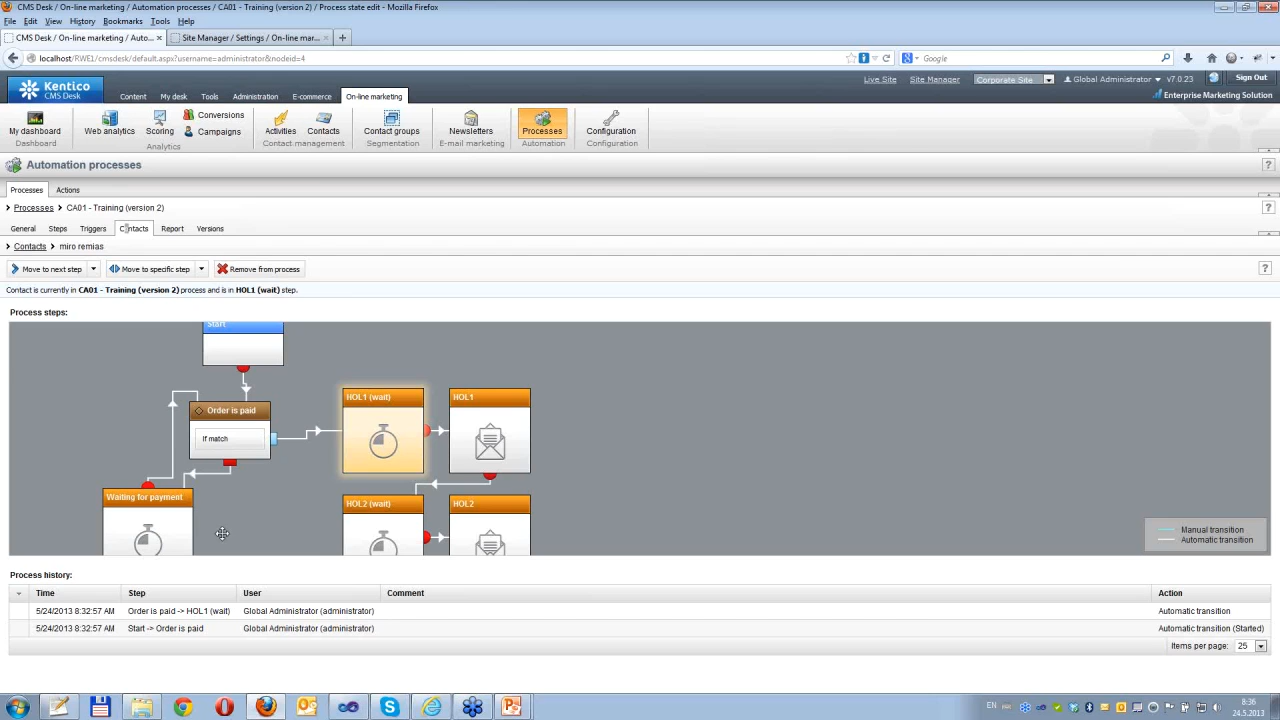 CMS Desk / On-line marketing / Automation processes / CA01 - Training (version 2) / Process state edit - Mozilla Firefox
File Edit View History Bookmarks Tools Help
CMS Desk / On-line marketing / Auto... × Site Manager / Settings / On-line mar... × +
localhost/RWE1/cmsdesk/default.aspx?username=administrator&nodeid=4
Google
Kentico
CMS Desk
Content My desk Tools Administration E-commerce On-line marketing
Live Site Site Manager Corporate Site Global Administrator v7.0.23 Sign Out
Enterprise Marketing Solution
My dashboard
Dashboard
Web analytics Scoring Conversions Campaigns
Analytics
Activities Contacts
Contact management
Contact groups
Segmentation
Newsletters
E-mail marketing
Processes
Automation
Configuration
Configuration
Automation processes
Processes Actions
Processes > CA01 - Training (version 2)
General Steps Triggers Contacts Report Versions
Contacts > miro remias
Move to next step Move to specific step Remove from process
Contact is currently in CA01 - Training (version 2) process and is in HOL1 (wait) step.
Process steps:
Start
Order is paid
If match
HOL1 (wait)
HOL1
Waiting for payment
HOL2 (wait)
HOL2
Manual transition
Automatic transition
Process history:
Time Step User Comment Action
5/24/2013 8:32:57 AM Order is paid -> HOL1 (wait) Global Administrator (administrator) Automatic transition
5/24/2013 8:32:57 AM Start -> Order is paid Global Administrator (administrator) Automatic transition (Started)
Items per page: 25
EN
8:36
24.5.2013